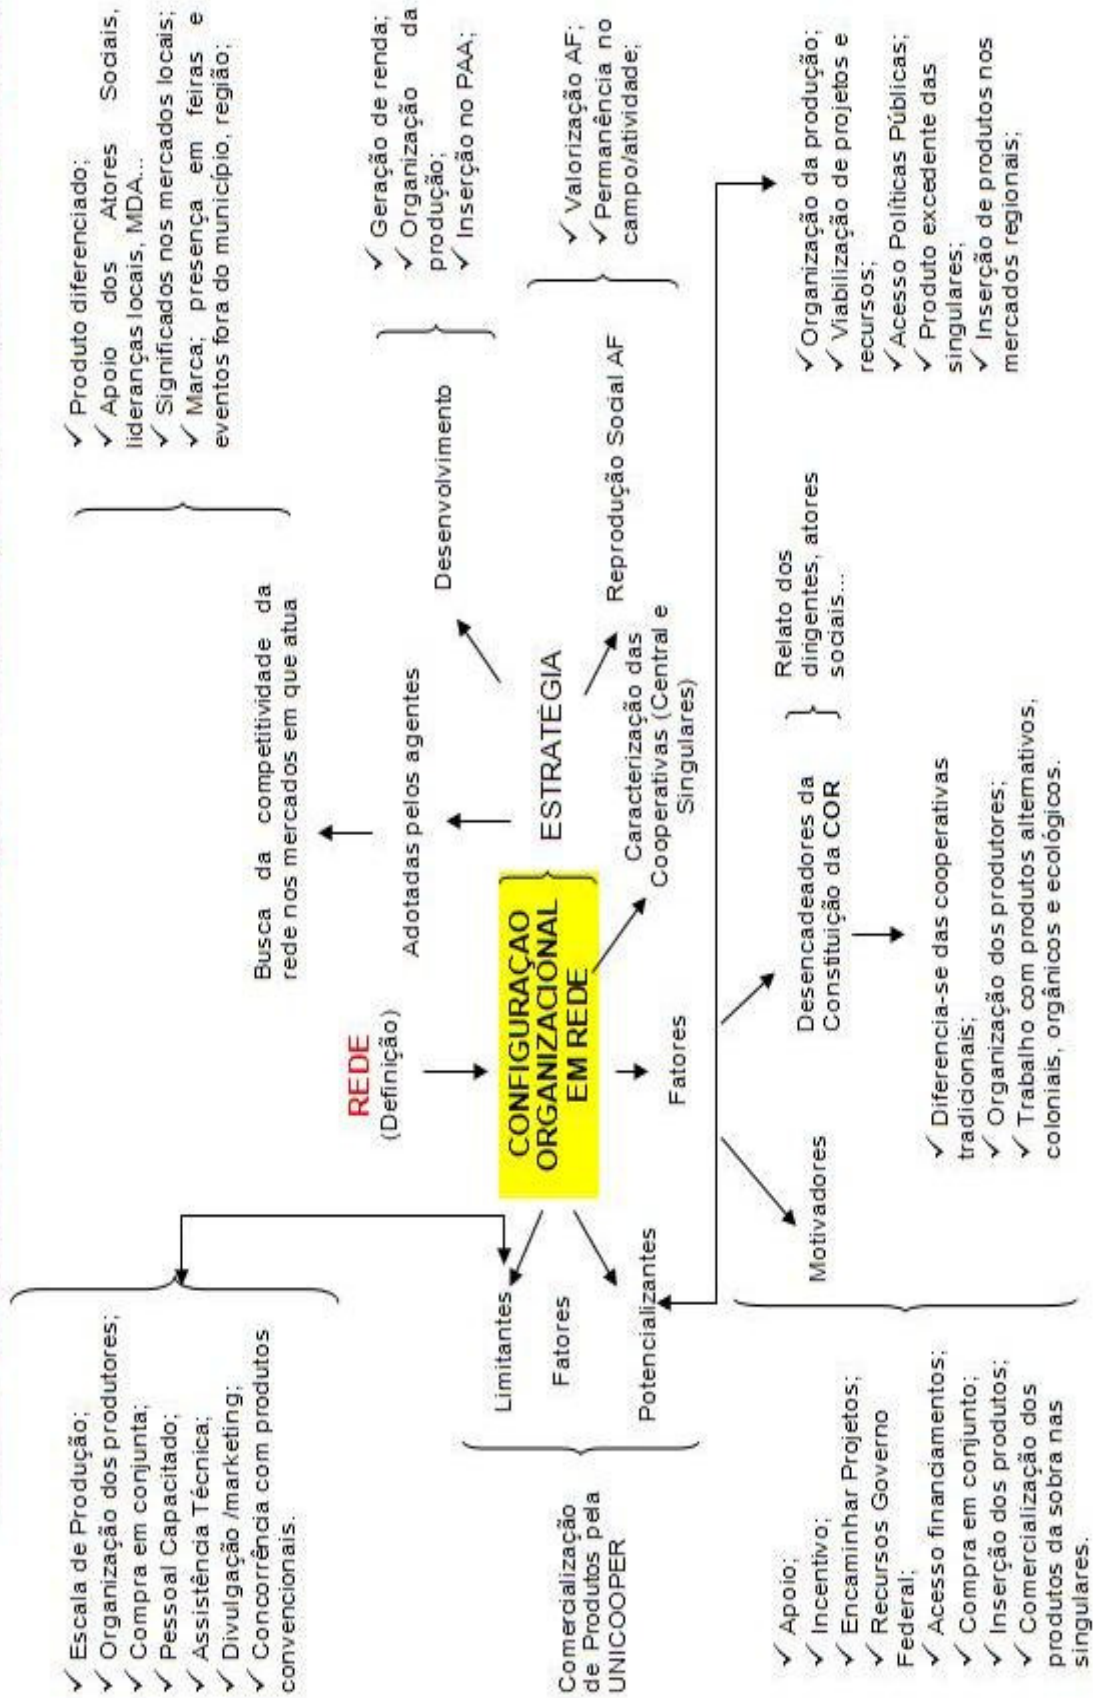 ✓ Escala de Produção;
✓ Organização dos produtores;
✓ Compra em conjunta;
✓ Pessoal Capacitado;
✓ Assistência Técnica;
✓ Divulgação /marketing;
✓ Concorrência com produtos
convencionais.
REDE
(Definição)
Busca da competitividade da
rede nos mercados em que atua
✓ Produto diferenciado;
✓ Apoio dos Atores Sociais,
lideranças locais, MDA...
✓ Significados nos mercados locais;
✓ Marca; presença em feiras e
eventos fora do município, região;
Adotadas pelos agentes
Desenvolvimento
✓ Geração de renda;
✓ Organização da
produção;
✓ Inserção no PAA;
Comercialização
de Produtos pela
UNICOOPER
Limitantes
Fatores
Potencializantes
CONFIGURAÇÃO
ORGANIZACIONAL
EM REDE
ESTRATÉGIA
Reprodução Social AF
✓ Valorização AF;
✓ Permanência no
campo/atividade;
Caracterização das
Cooperativas (Central e
Singulares)
Fatores
Motivadores
✓ Apoio;
✓ Incentivo;
✓ Encaminhar Projetos;
✓ Recursos Governo
Federal;
✓ Acesso financiamentos;
✓ Compra em conjunto;
✓ Inserção dos produtos;
✓ Comercialização dos
produtos da sobra nas
singulares.
Desencadeadores da
Constituição da COR
Relato dos
dirigentes, atores
sociais...
✓ Diferencia-se das cooperativas
tradicionais;
✓ Organização dos produtores;
✓ Trabalho com produtos alternativos,
coloniais, orgânicos e ecológicos.
✓ Organização da produção;
✓ Viabilização de projetos e
recursos;
✓ Acesso Políticas Públicas;
✓ Produto excedente das
singulares;
✓ Inserção de produtos nos
mercados regionais;